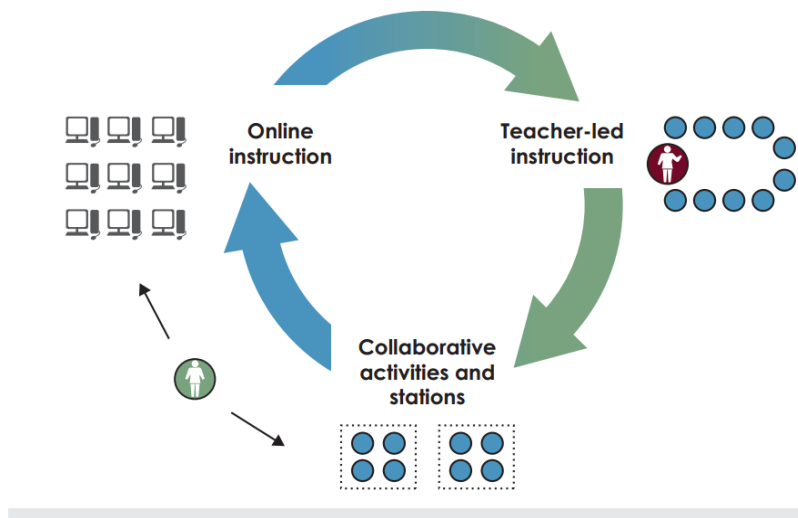 Online
instruction
Teacher-led
instruction
Collaborative
activities and
stations